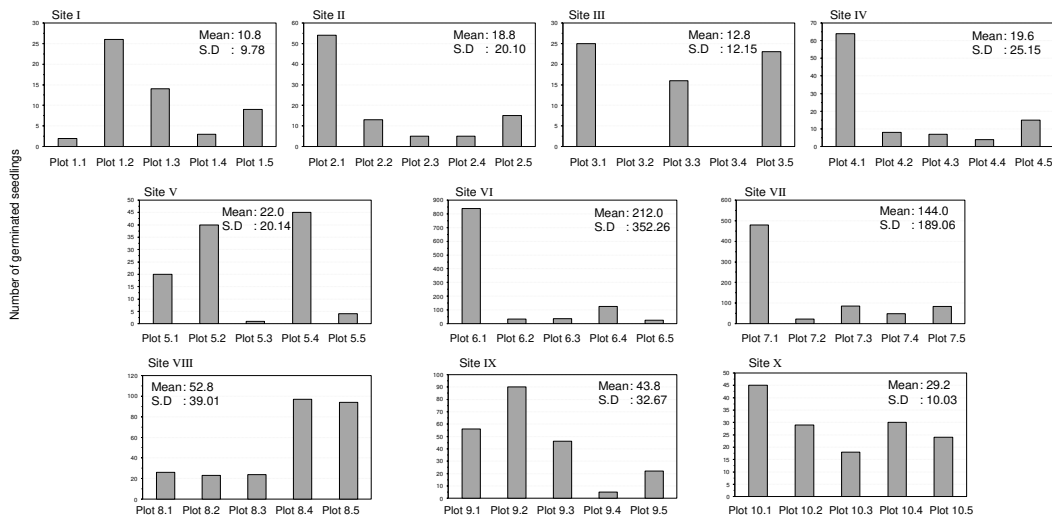 Number of germinated seedlings
Site I
Mean: 10.8
S.D : 9.78
30
25
20
15
10
5
0
Plot 1.1 Plot 1.2 Plot 1.3 Plot 1.4 Plot 1.5
Site II
Mean: 18.8
S.D : 20.10
60
50
40
30
20
10
0
Plot 2.1 Plot 2.2 Plot 2.3 Plot 2.4 Plot 2.5
Site III
Mean: 12.8
S.D : 12.15
30
25
20
15
10
5
0
Plot 3.1 Plot 3.2 Plot 3.3 Plot 3.4 Plot 3.5
Site IV
Mean: 19.6
S.D : 25.15
70
60
50
40
30
20
10
0
Plot 4.1 Plot 4.2 Plot 4.3 Plot 4.4 Plot 4.5
Site V
Mean: 22.0
S.D : 20.14
50
45
40
35
30
25
20
15
10
5
0
Plot 5.1 Plot 5.2 Plot 5.3 Plot 5.4 Plot 5.5
Site VI
Mean: 212.0
S.D : 352.26
900
800
700
600
500
400
300
200
100
0
Plot 6.1 Plot 6.2 Plot 6.3 Plot 6.4 Plot 6.5
Site VII
Mean: 144.0
S.D : 189.06
600
500
400
300
200
100
0
Plot 7.1 Plot 7.2 Plot 7.3 Plot 7.4 Plot 7.5
Site VIII
Mean: 52.8
S.D : 39.01
120
100
80
60
40
20
0
Plot 8.1 Plot 8.2 Plot 8.3 Plot 8.4 Plot 8.5
Site IX
Mean: 43.8
S.D : 32.67
100
90
80
70
60
50
40
30
20
10
0
Plot 9.1 Plot 9.2 Plot 9.3 Plot 9.4 Plot 9.5
Site X
Mean: 29.2
S.D : 10.03
50
45
40
35
30
25
20
15
10
5
0
Plot 10.1 Plot 10.2 Plot 10.3 Plot 10.4 Plot 10.5